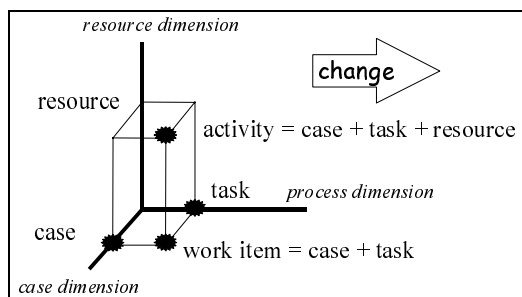 resource dimension
change
resource
activity = case + task + resource
task
process dimension
case
work item = case + task
case dimension